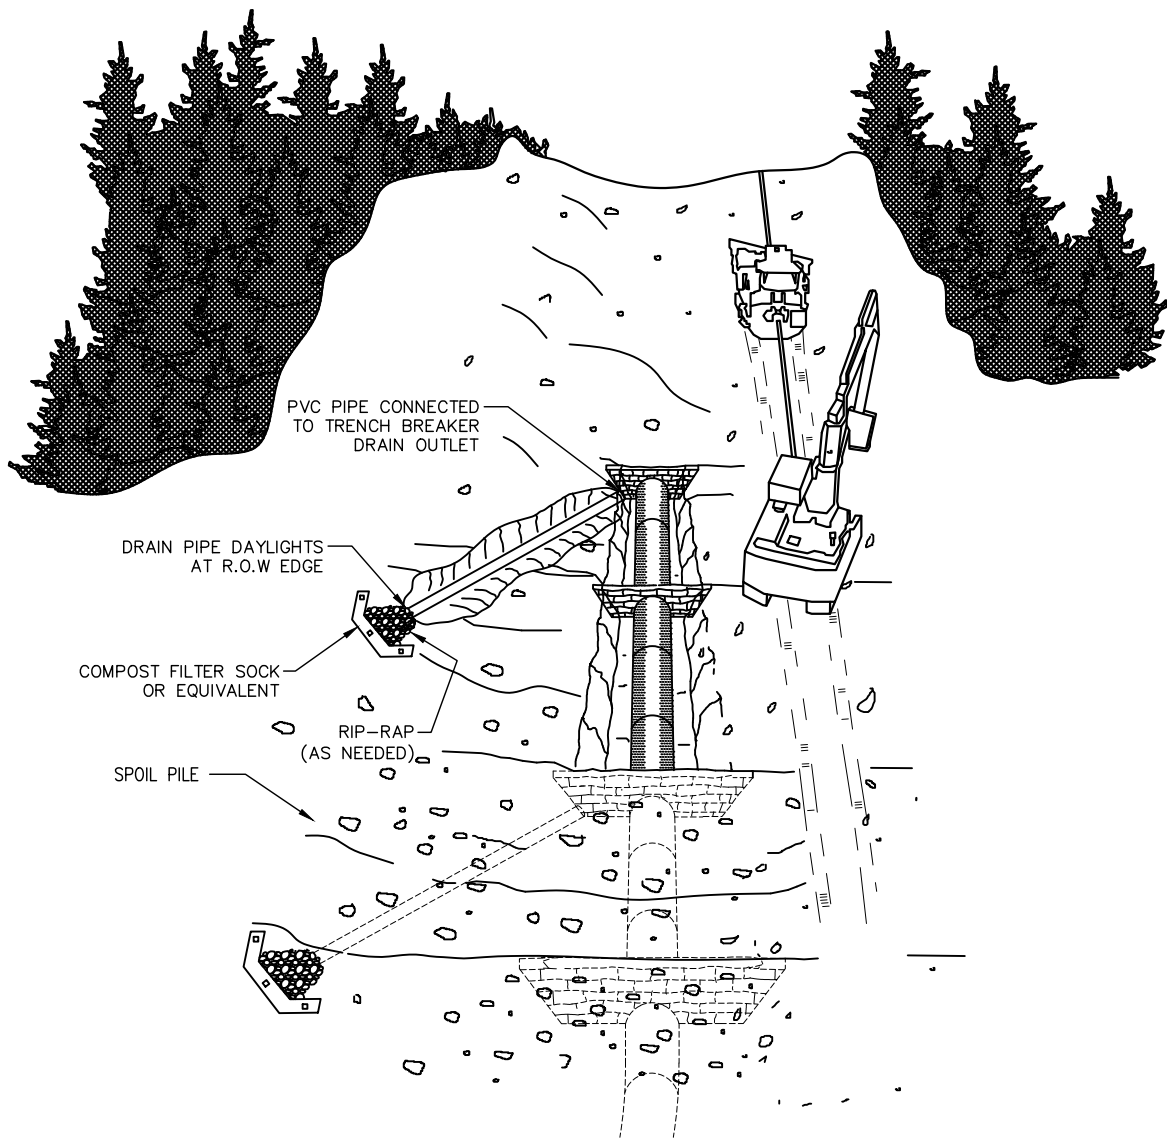 PVC PIPE CONNECTED
TO TRENCH BREAKER
DRAIN OUTLET
DRAIN PIPE DAYLIGHTS
AT R.O.W EDGE
COMPOST FILTER SOCK
OR EQUIVALENT
RIP-RAP
(AS NEEDED)
SPOIL PILE